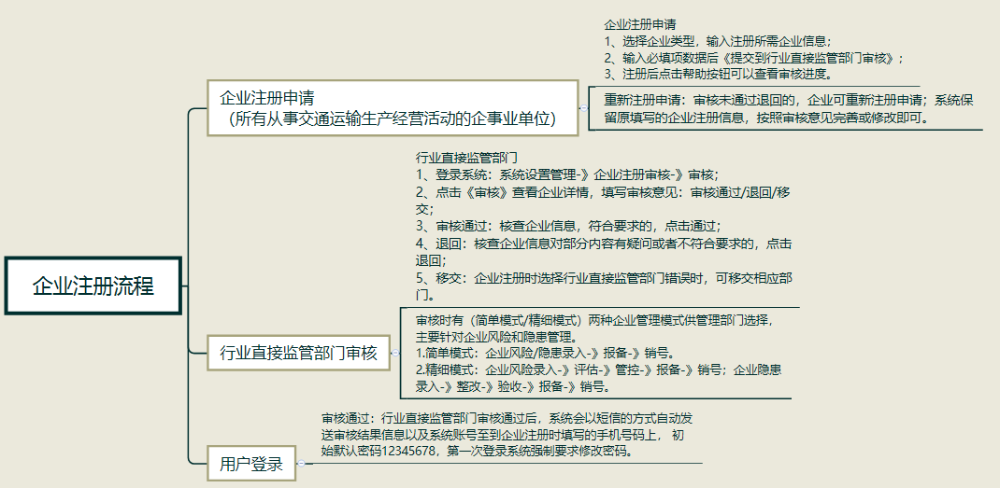 企业注册流程
企业注册申请
（所有从事交通运输生产经营活动的企事业单位）
企业注册申请
1、选择企业类型，输入注册所需企业信息；
2、输入必填项数据后《提交到行业直接监管部门审核》；
3、注册后点击帮助按钮可以查看审核进度。
重新注册申请：审核未通过退回的，企业可重新注册申请；系统保
留原填写的企业注册信息，按照审核意见完善或修改即可。
行业直接监管部门审核
行业直接监管部门
1、登录系统：系统设置管理-》企业注册审核-》审核；
2、点击《审核》查看企业详情，填写审核意见：审核通过/退回/移
交；
3、审核通过：核查企业信息，符合要求的，点击通过；
4、退回：核查企业信息对部分内容有疑问或者不符合要求的，点击
退回；
5、移交：企业注册时选择行业直接监管部门错误时，可移交相应部
门。
审核时有（简单模式/精细模式）两种企业管理模式供管理部门选择，
主要针对企业风险和隐患管理。
1.简单模式：企业风险/隐患录入-》报备-》销号。
2.精细模式：企业风险录入-》评估-》管控-》报备-》销号；企业隐患
录入-》整改-》验收-》报备-》销号。
用户登录
审核通过：行业直接监管部门审核通过后，系统会以短信的方式自动发
送审核结果信息以及系统账号至到企业注册时填写的手机号码上， 初
始默认密码12345678，第一次登录系统强制要求修改密码。